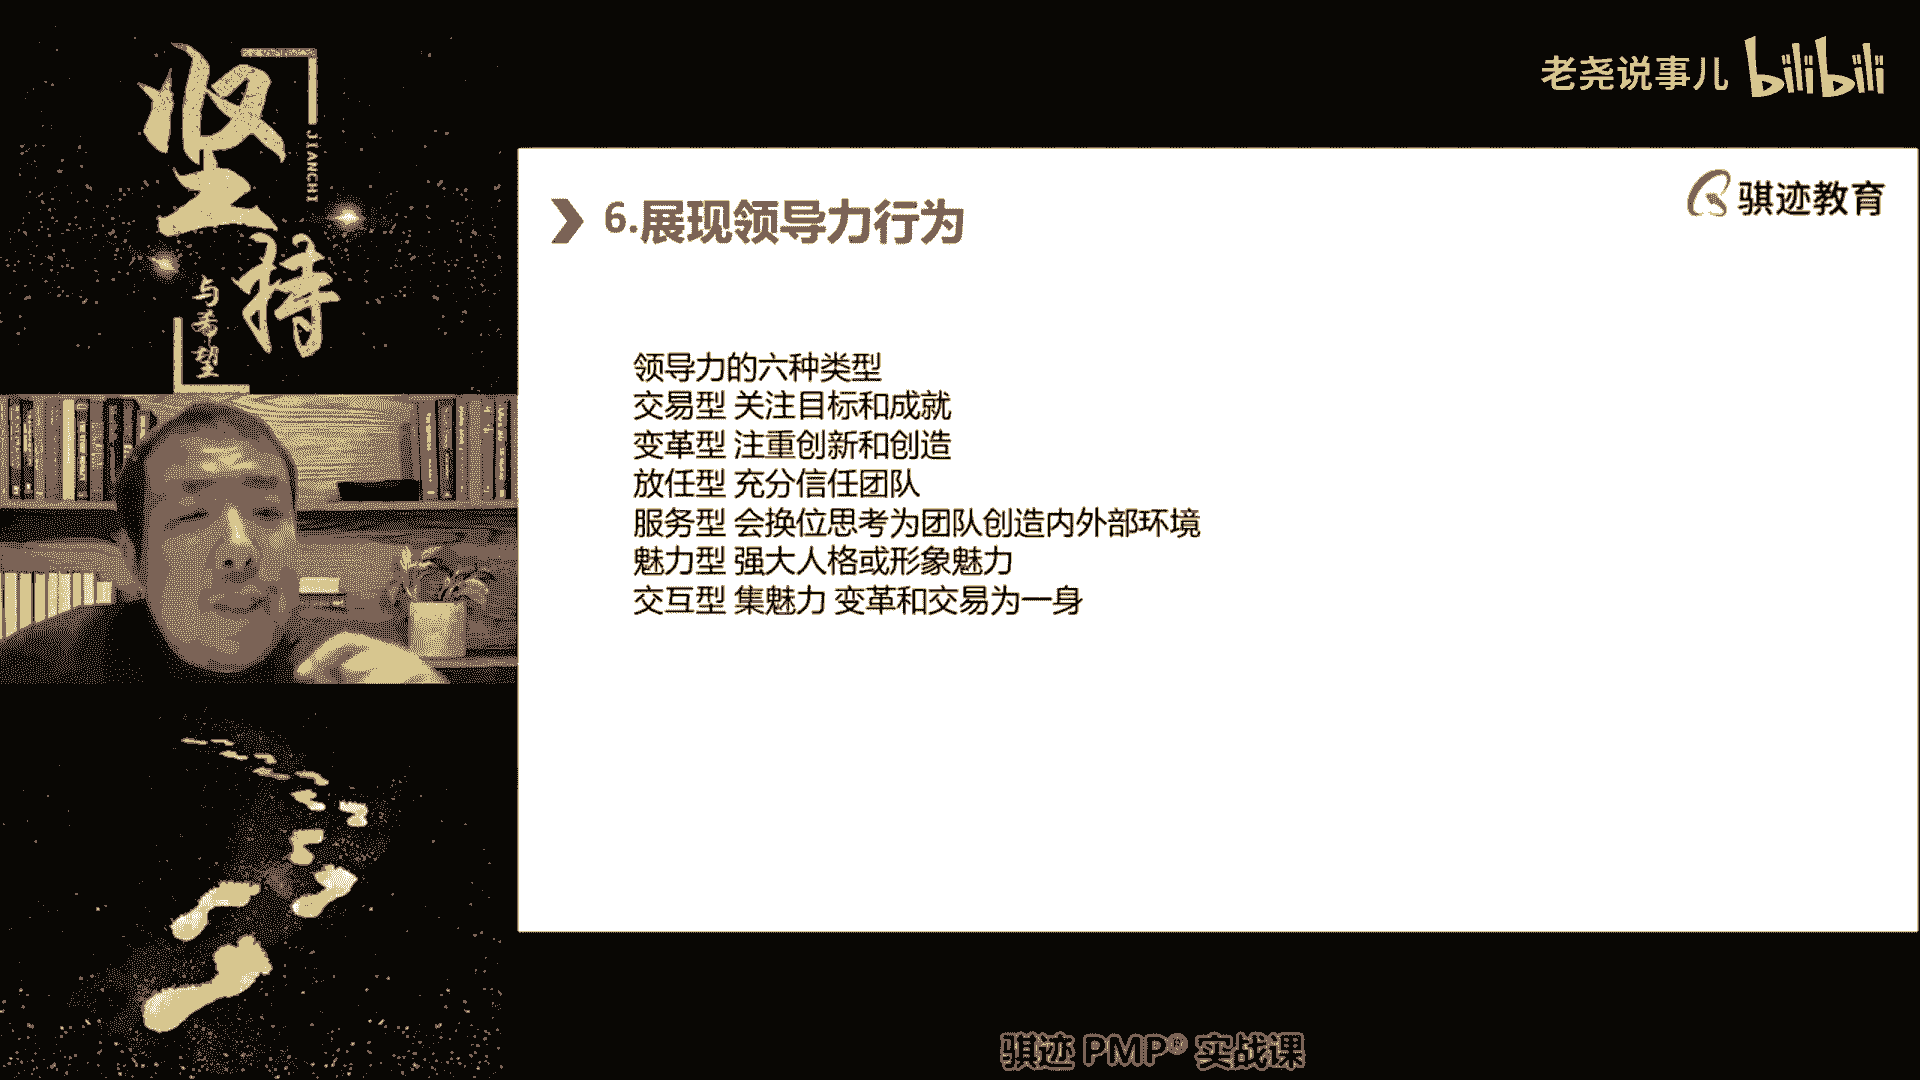 坚持
JIANCHI
与希望
老尧说事儿 bilibili
骐迹教育
6.展现领导力行为
领导力的六种类型
交易型 关注目标和成就
变革型 注重创新和创造
放任型 充分信任团队
服务型 会换位思考为团队创造内外部环境
魅力型 强大人格或形象魅力
交互型 集魅力 变革和交易为一身
骐迹 PMP® 实战课